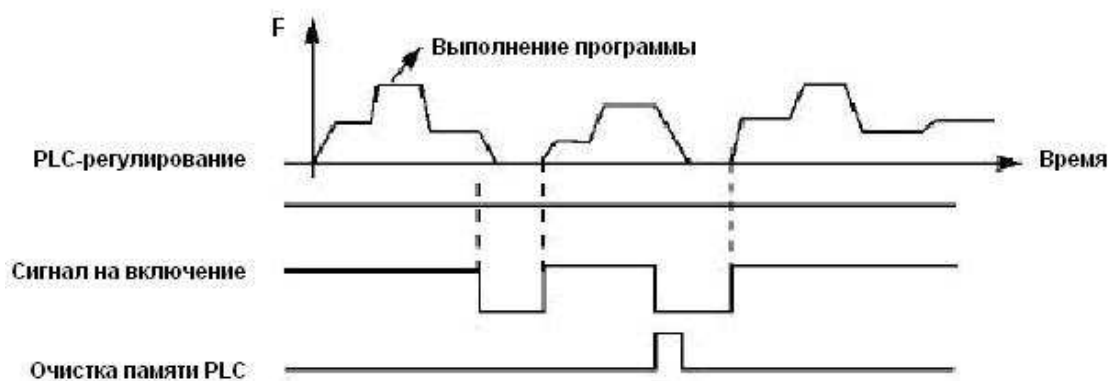 F
Выполнение программы
PLC-регулирование
Время
Сигнал на включение
Очистка памяти PLC